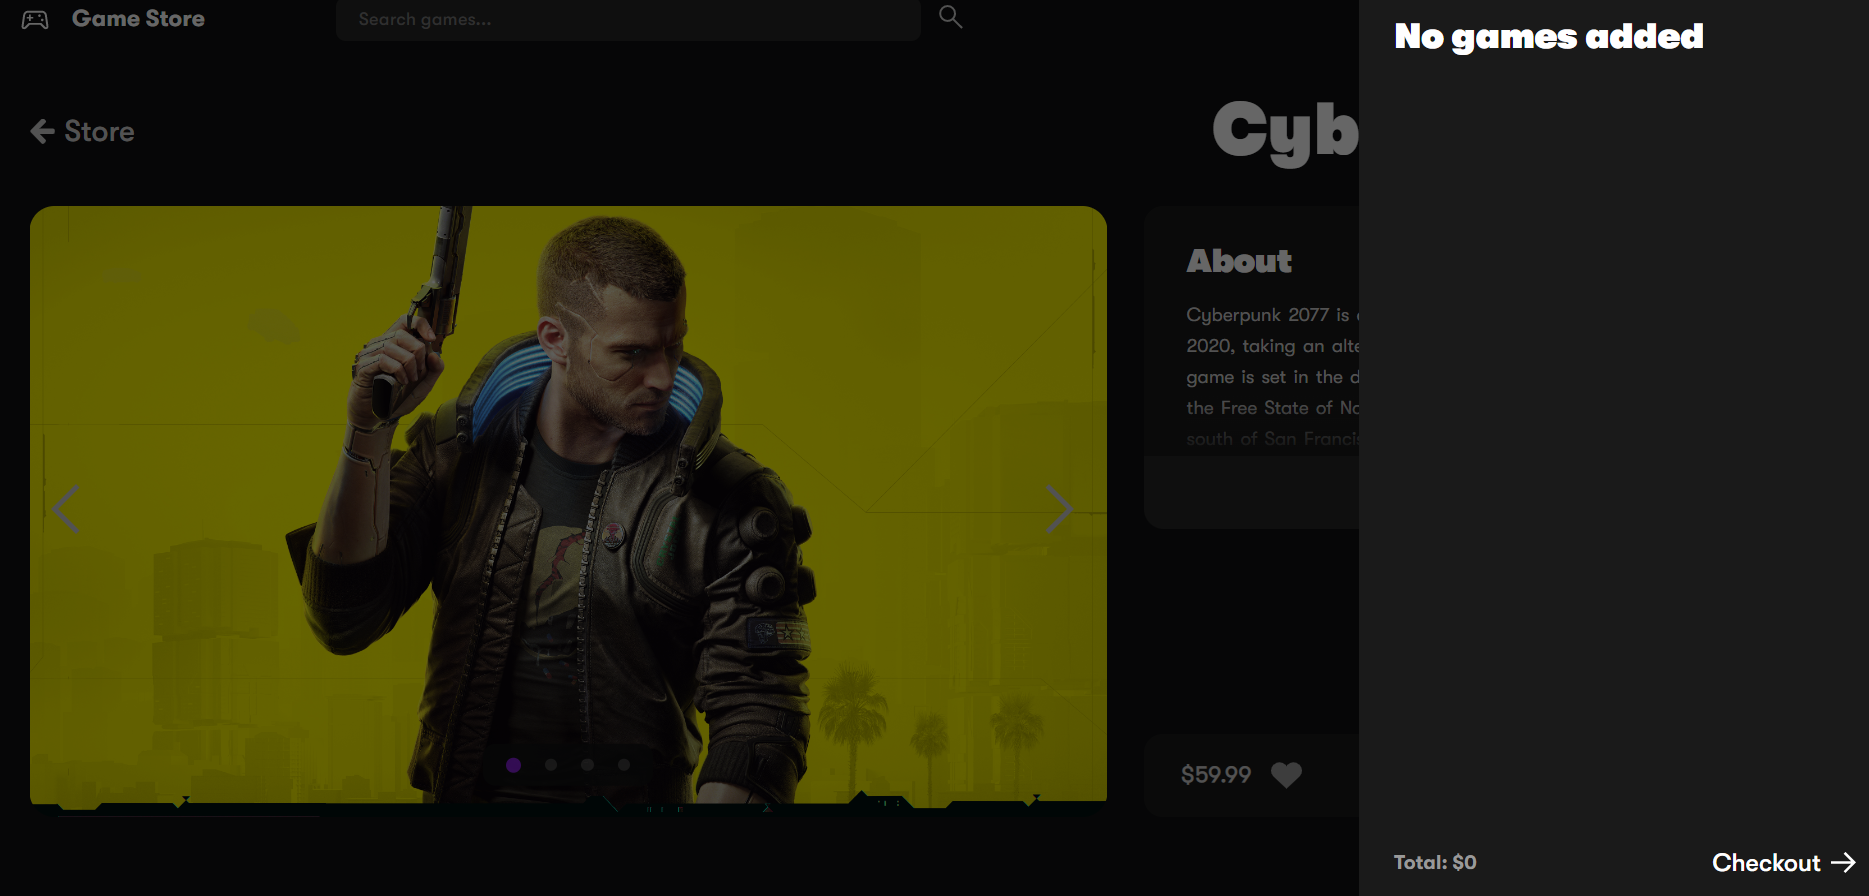 Game Store
Search games...
No games added
Store
Cyb
About
Cyberpunk 2077 is
2020, taking an alte
game is set in the d
the Free State of No
south of San Francis
$59.99
Total: $0
Checkout